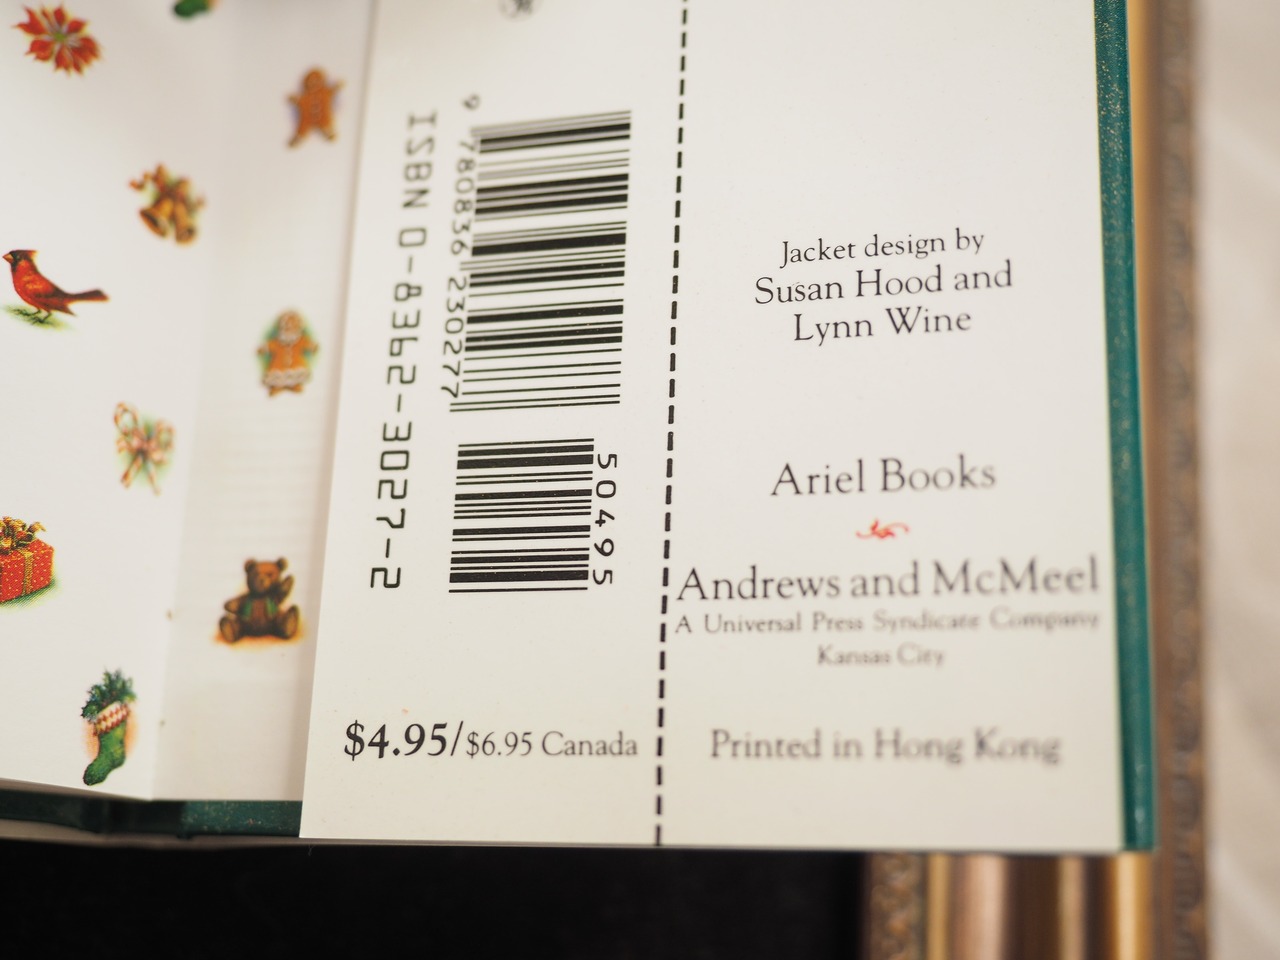 ISBN 0-8362-3027-2
9 780836 230277
50495
$4.95/$6.95 Canada
Jacket design by
Susan Hood and
Lynn Wine
Ariel Books
Andrews and McMeel
A Universal Press Syndicate Company
Kansas City
Printed in Hong Kong